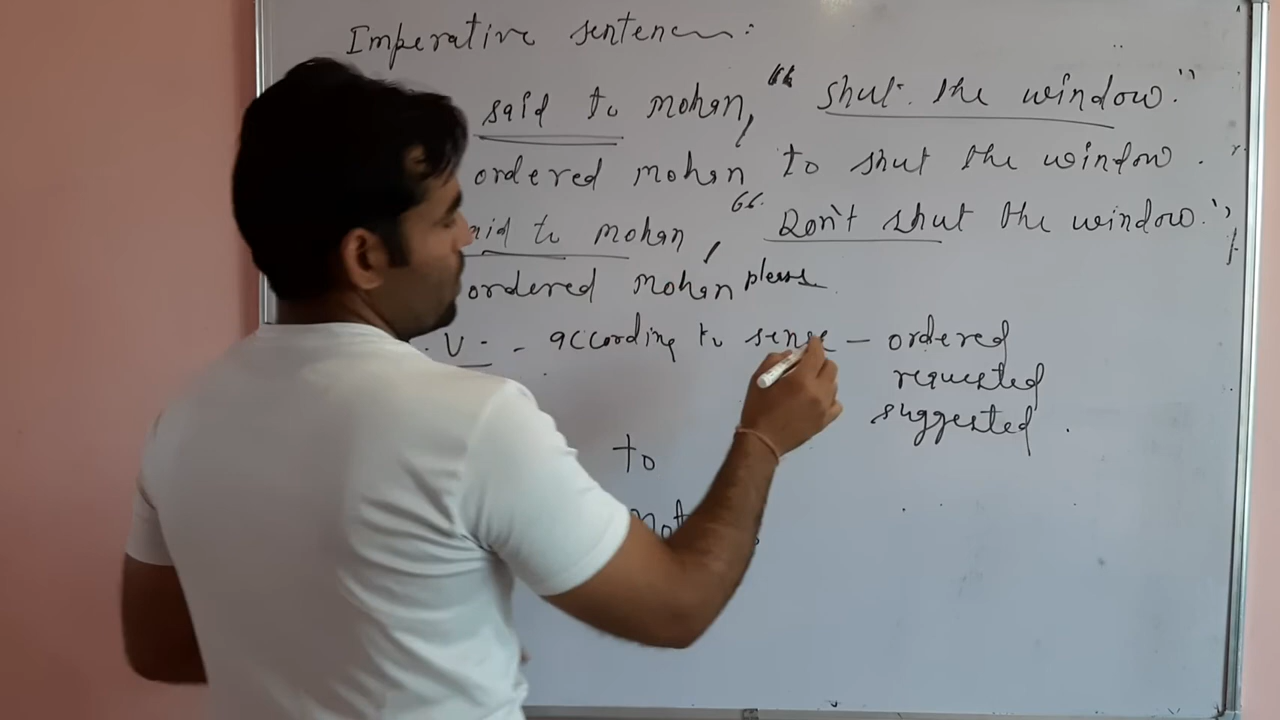 Imperative sentence:
said to mohan, " shut the window."
ordered mohan to shut the window.
said to mohan, " Don't shut the window."
ordered mohan please
. V. - according to sense - ordered
requested
suggested.
to
not